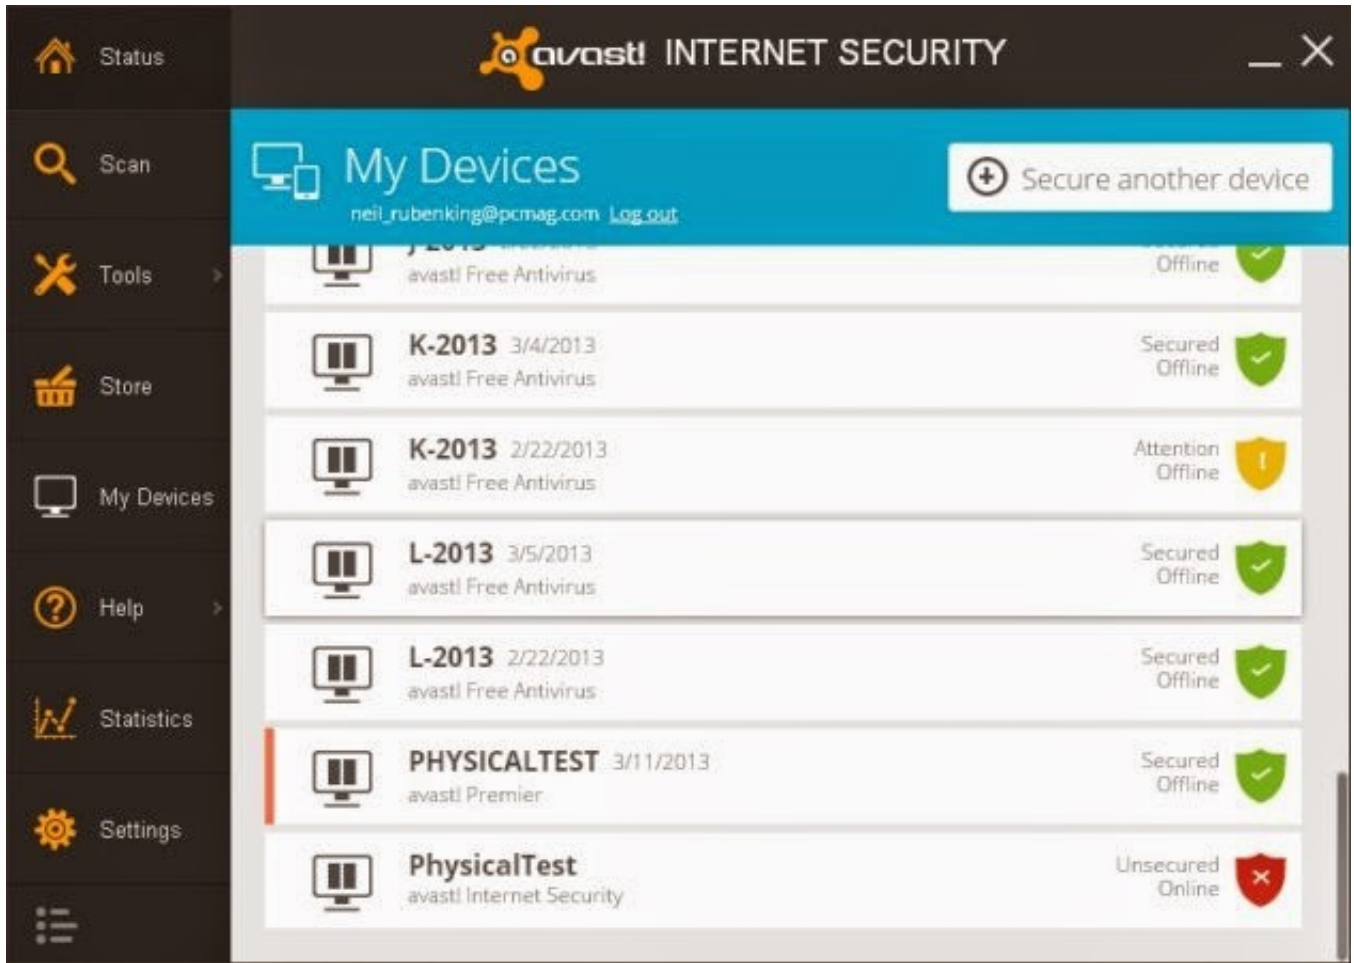 Status
avast! INTERNET SECURITY
Scan
My Devices
neil_rubenking@pcmag.com Log out
Secure another device
Tools
J-2013
avast! Free Antivirus
Offline
K-2013 3/4/2013
avast! Free Antivirus
Secured
Offline
Store
K-2013 2/22/2013
avast! Free Antivirus
Attention
Offline
My Devices
L-2013 3/5/2013
avast! Free Antivirus
Secured
Offline
Help
L-2013 2/22/2013
avast! Free Antivirus
Secured
Offline
Statistics
PHYSICALTEST 3/11/2013
avast! Premier
Secured
Offline
Settings
PhysicalTest
avast! Internet Security
Unsecured
Online